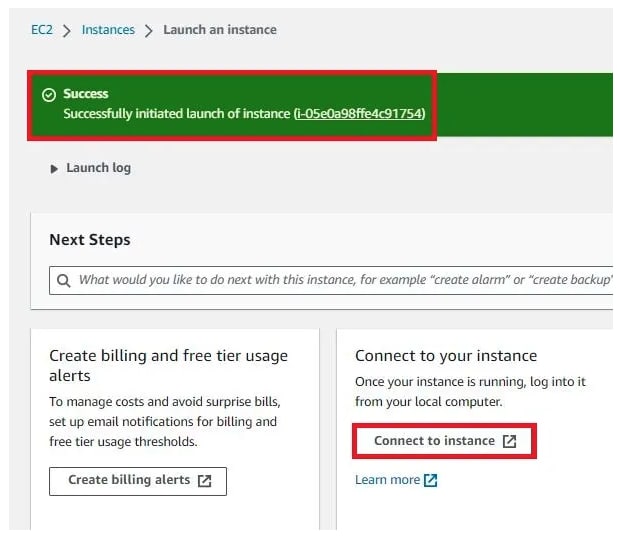 EC2 > Instances > Launch an instance
Success
Successfully initiated launch of instance (i-05e0a98ffe4c91754)
Launch log
Next Steps
What would you like to do next with this instance, for example “create alarm” or “create backup”
Create billing and free tier usage
alerts
To manage costs and avoid surprise bills,
set up email notifications for billing and
free tier usage thresholds.
Create billing alerts
Connect to your instance
Once your instance is running, log into it
from your local computer.
Connect to instance
Learn more